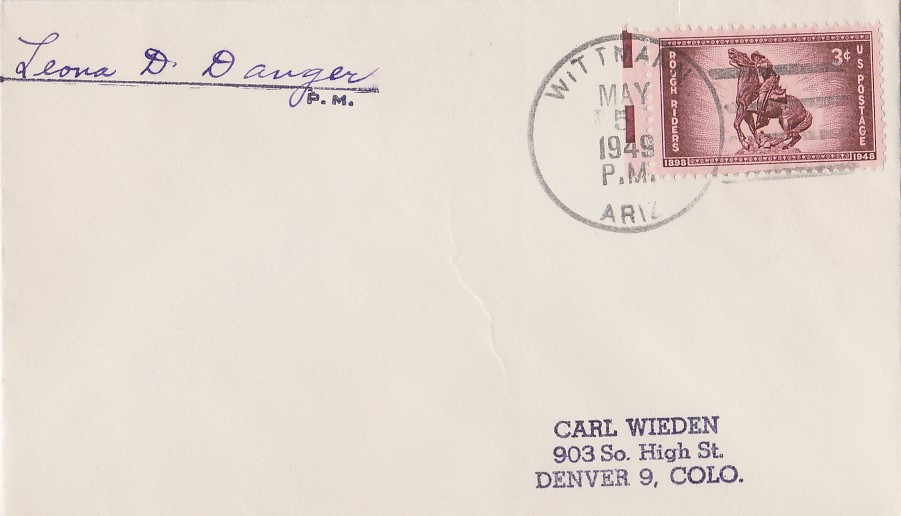 Leona D. Danger
P.M.
WITTMANN
MAY
5
1949
P.M.
ARIZ
ROUGH RIDERS
3¢
U S POSTAGE
1898
1948
CARL WIEDEN
903 So. High St.
DENVER 9, COLO.